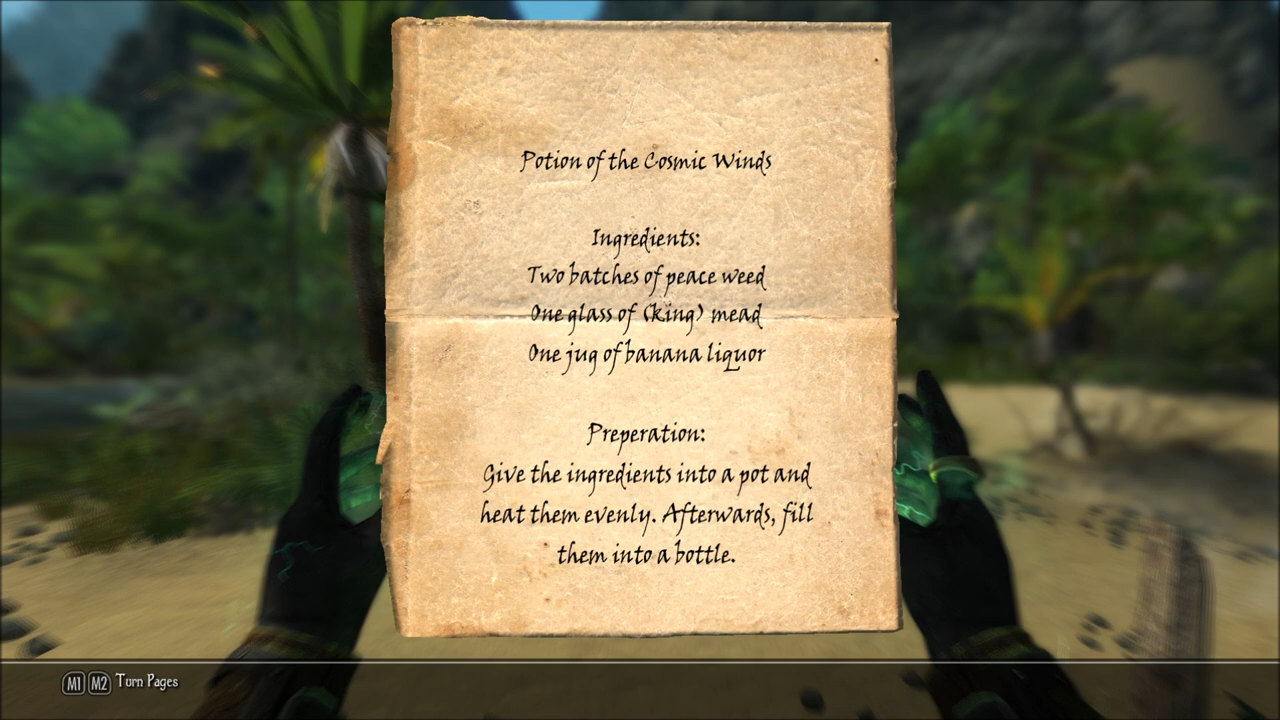 Potion of the Cosmic Winds
Ingredients:
Two batches of peace weed
One glass of (king) mead
One jug of banana liquor
Preperation:
Give the ingredients into a pot and
heat them evenly. Afterwards, fill
them into a bottle.
M1 M2 Turn Pages